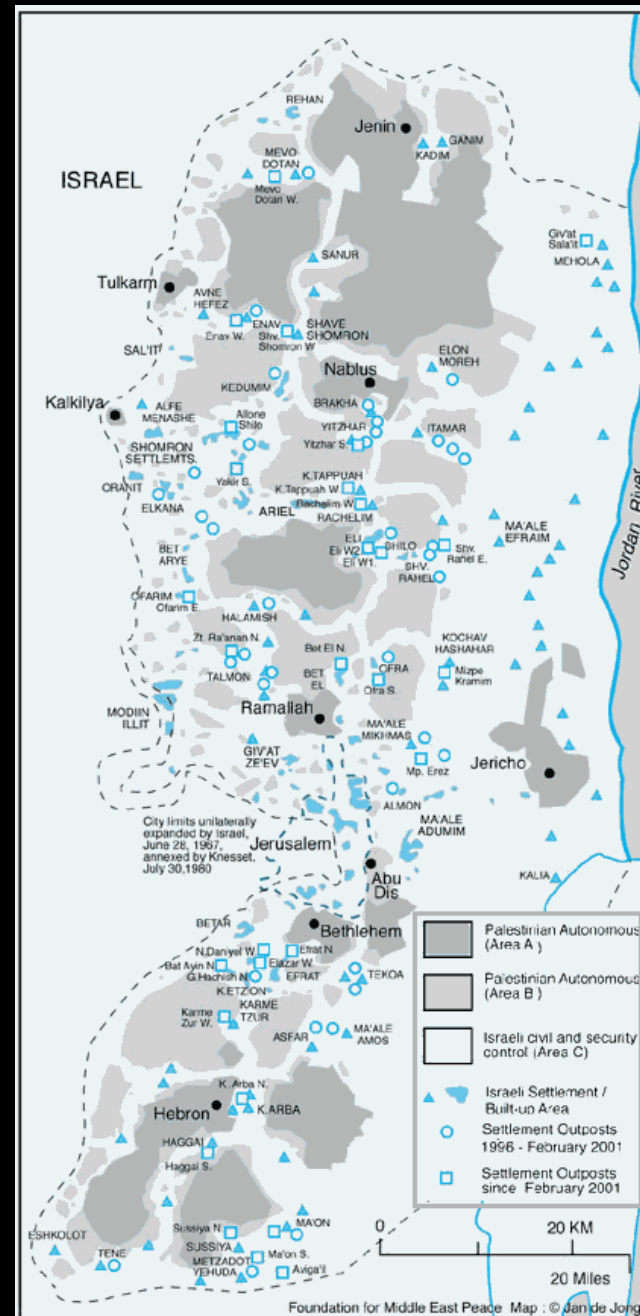 REHAN
Jenin
GANIM
KADIM
MEVO
DOTAN
Mevo
Dotan W.
ISRAEL
Giv'at
Sala'it
MEHOLA
SANUR
Tulkarm
AVNE
HEFEZ
ENAV
Enav W.
Shv.
Shomron W
SHAVE
SHOMRON
SAL'IT
ELON
MOREH
Nablus
KEDUMIM
Kalkilya
ALFE
MENASHE
Allone
Shilo
BRAKHA
YITZHAR
Yitzhar S.
ITAMAR
SHOMRON
SETTLEMTS.
Yakir S.
ORANIT
ELKANA
ARIEL
K.TAPPUAH
K.Tappuah W
Rachelim W
RACHELIM
MA'ALE
EFRAIM
Jordan River
BET
ARYE
ELI
Eli W2
Eli W1.
SHILO
SHV.
RAHEL
Shv.
Rahel E.
OFARIM
Ofarim E.
HALAMISH
Zt. Ra'anan N.
TALMON
Bet El N.
BET
EL
OFRA
Ofra S.
KOCHAV
HASHAHAR
Mizpe
Kramim
MODIIN
ILLIT
Ramallah
GIV'AT
ZE'EV
MA'ALE
MIKHMAS
Mp. Erez
Jericho
ALMON
City limits unilaterally
expanded by Israel,
June 28, 1967,
annexed by Knesset,
July 30,1980
Jerusalem
MA'ALE
ADUMIM
Abu
Dis
KALIA
BETAR
Bethlehem
N.Daniyel W.
Efrat N.
Bat Ayin N.
Elazar W.
G.Hachish N.
EFRAT
TEKOA
K.ETZION
Karme
Zur W.
KARME
TZUR
ASFAR
MA'ALE
AMOS
K. Arba N.
Hebron
K.ARBA
HAGGAI
Haggai S.
Sussiya N.
MA'ON
ESHKOLOT
TENE
SUSSIYA
METZADOT
YEHUDA
Ma'on S.
Aviga'il
Palestinian Autonomous
(Area A )
Palestinian Autonomous
(Area B )
Israeli civil and security
control (Area C)
Israeli Settlement /
Built-up Area
Settlement Outposts
1996 - February 2001
Settlement Outposts
since February 2001
0
20 KM
20 Miles
Foundation for Middle East Peace Map : © Jan de Jong